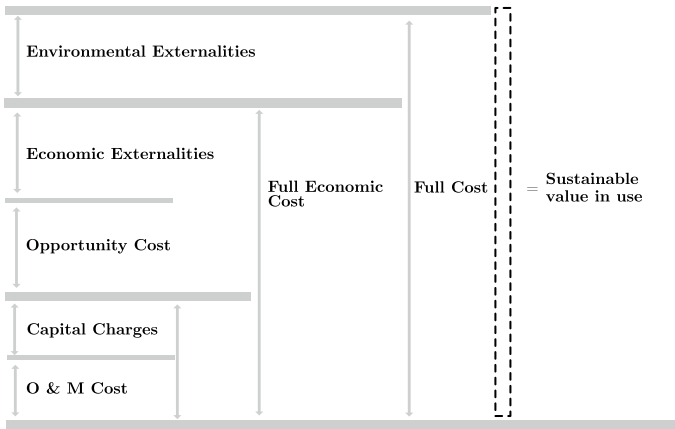 Environmental Externalities
Economic Externalities
Full Economic
Cost
Full Cost
= Sustainable
value in use
Opportunity Cost
Capital Charges
O & M Cost